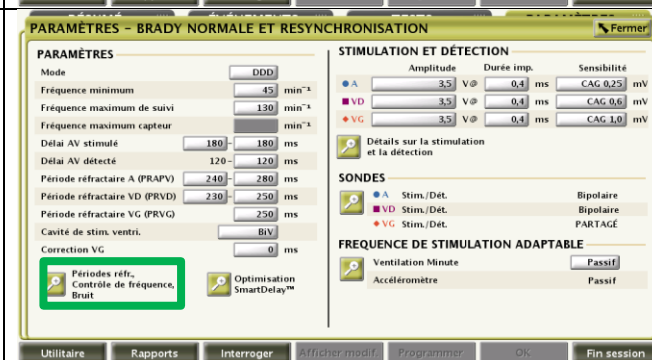 RÉSUMÉ ÉVÉNEMENTS TESTS PARAMÈTRES
PARAMÈTRES - BRADY NORMALE ET RESYNCHRONISATION Fermer
PARAMÈTRES
Mode DDD
Fréquence minimum 45 min⁻¹
Fréquence maximum de suivi 130 min⁻¹
Fréquence maximum capteur min⁻¹
Délai AV stimulé 180 - 180 ms
Délai AV détecté 120 - 120 ms
Période réfractaire A (PRAPV) 240 - 280 ms
Période réfractaire VD (PRVD) 230 - 250 ms
Période réfractaire VG (PRVG) 250 ms
Cavité de stim. ventri. BiV
Correction VG 0 ms
Périodes réfr.,
Contrôle de fréquence,
Bruit
Optimisation
SmartDelay™
STIMULATION ET DÉTECTION
Amplitude Durée imp. Sensibilité
A 3,5 V@ 0,4 ms CAG 0,25 mV
VD 3,5 V@ 0,4 ms CAG 0,6 mV
VG 3,5 V@ 0,4 ms CAG 1,0 mV
Détails sur la stimulation
et la détection
SONDES
A Stim./Dét. Bipolaire
VD Stim./Dét. Bipolaire
VG Stim./Dét. PARTAGÉ
FREQUENCE DE STIMULATION ADAPTABLE
Ventilation Minute Passif
Accéléromètre Passif
Utilitaire Rapports Interroger Afficher modif. Programmer OK Fin session